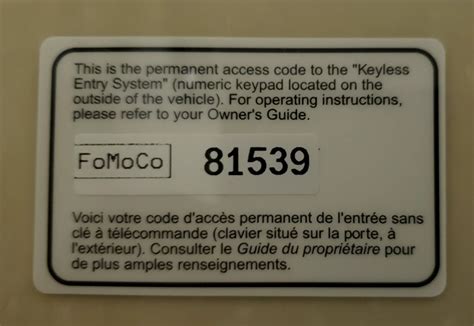 This is the permanent access code to the "Keyless
Entry System" (numeric keypad located on the
outside of the vehicle). For operating instructions,
please refer to your Owner's Guide.
FoMoCo 81539
Voici votre code d'accès permanent de l'entrée sans
clé à télécommande (clavier situé sur la porte, à
l'extérieur). Consulter le Guide du propriétaire pour
de plus amples renseignements.